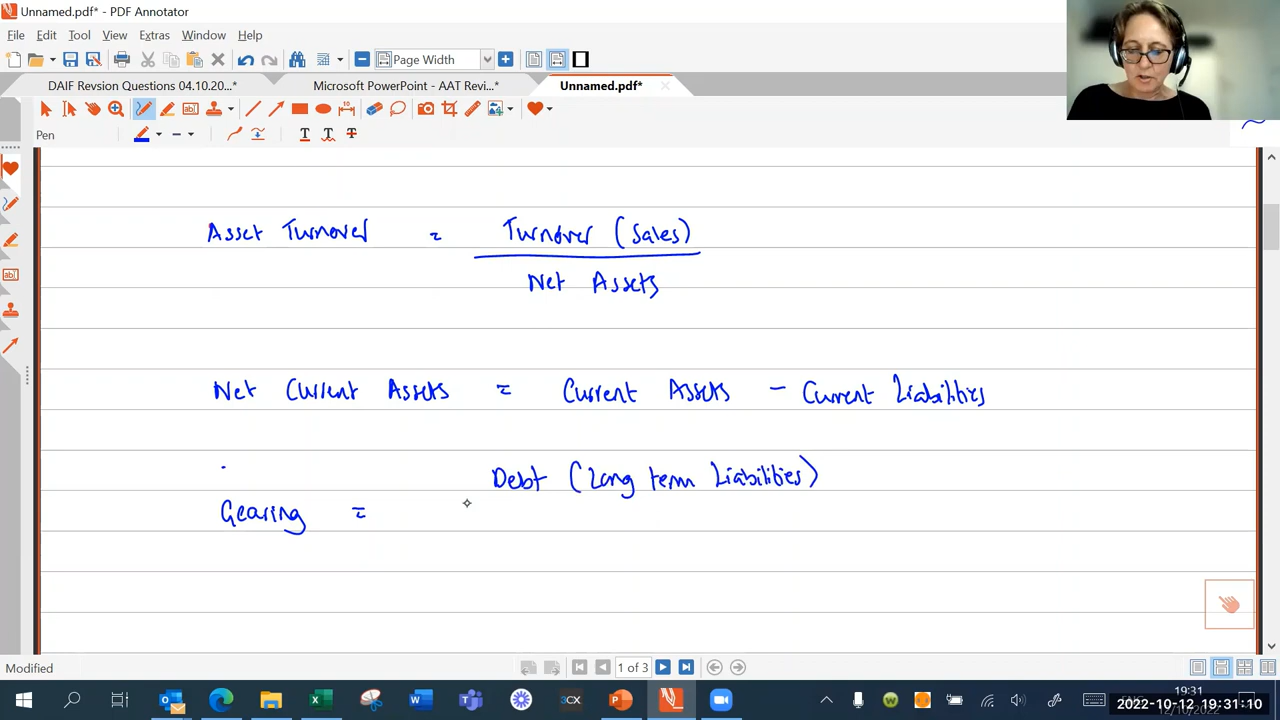 Unnamed.pdf* - PDF Annotator
File Edit Tool View Extras Window Help
Page Width
DAIF Revsion Questions 04.10.20...*
Microsoft PowerPoint - AAT Revi...*
Unnamed.pdf*
Pen
Asset Turnover = Turnover (Sales)
Net Assets
Net Current Assets = Current Assets - Current Liabilities
Debt (Long term Liabilities)
Gearing =
Modified
1 of 3
19:31
2022-10-12 19:31:10